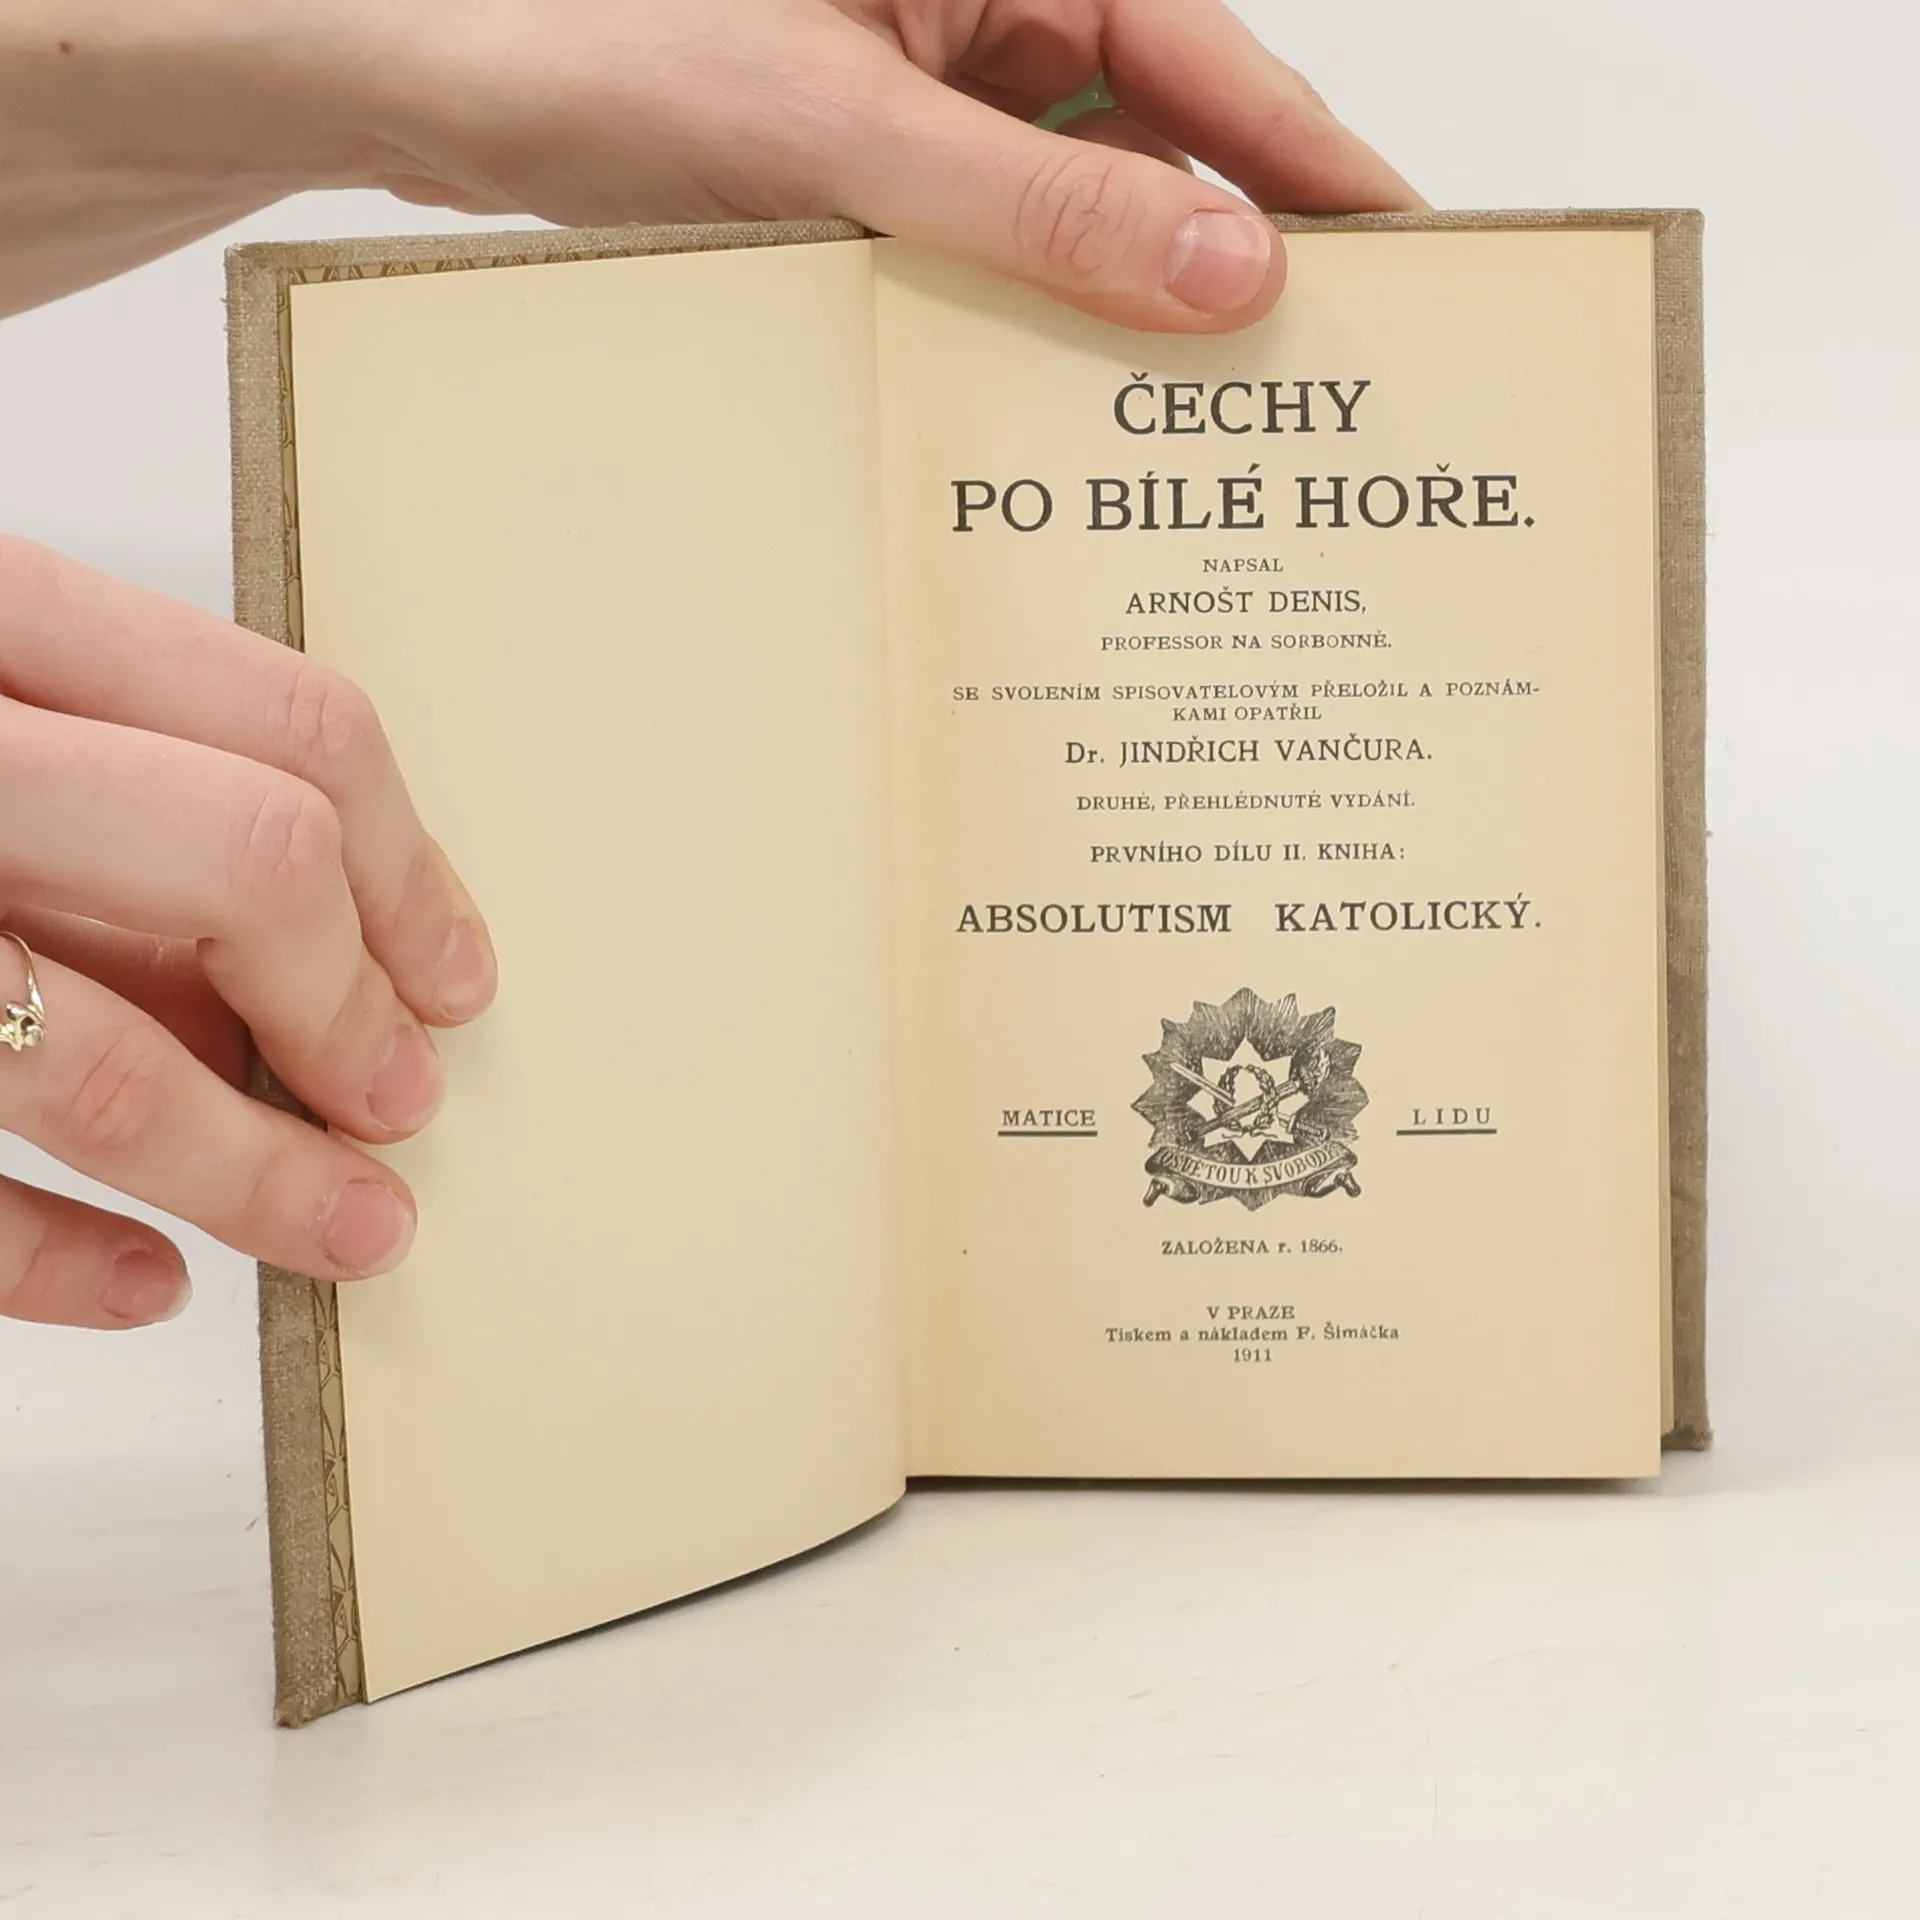 ČECHY
PO BÍLÉ HOŘE.
NAPSAL
ARNOŠT DENIS,
PROFESSOR NA SORBONNĚ.
SE SVOLENÍM SPISOVATELOVÝM PŘELOŽIL A POZNÁM-
KAMI OPATŘIL
Dr. JINDŘICH VANČURA.
DRUHÉ, PŘEHLÉDNUTÉ VYDÁNÍ.
PRVNÍHO DÍLU II. KNIHA:
ABSOLUTISM KATOLICKÝ.
MATICE LIDU
OSVĚTOU K SVOBODĚ
ZALOŽENA r. 1866.
V PRAZE
Tiskem a nákladem F. Šimáčka
1911